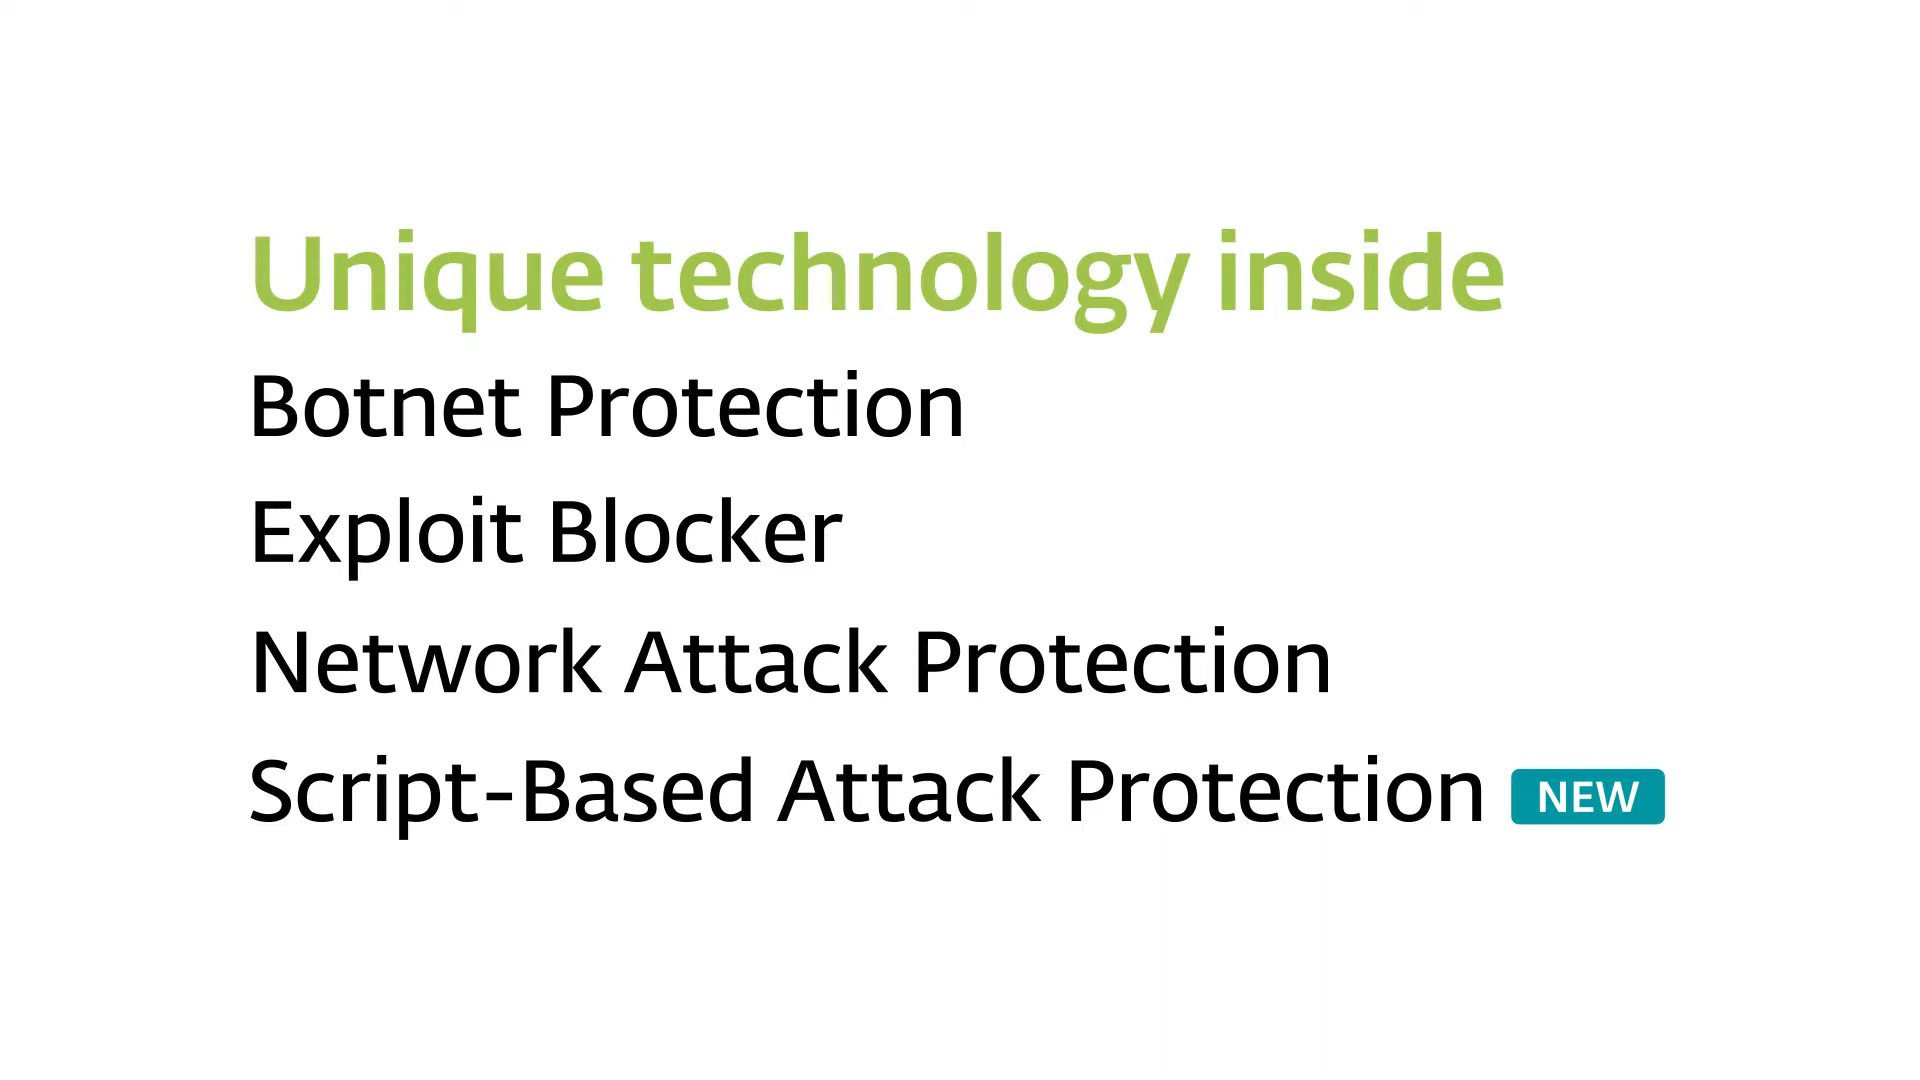 Unique technology inside
Botnet Protection
Exploit Blocker
Network Attack Protection
Script-Based Attack Protection NEW